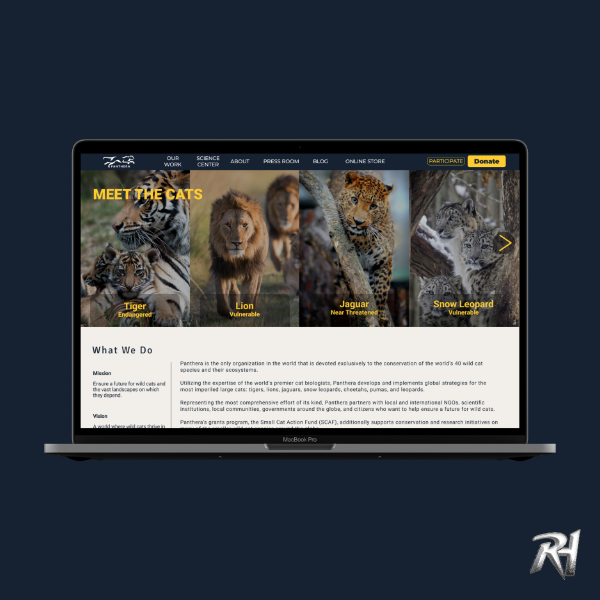 PANTHERA
OUR
WORK
SCIENCE
CENTER
ABOUT
PRESS ROOM
BLOG
ONLINE STORE
PARTICIPATE
Donate
MEET THE CATS
Tiger
Endangered
Lion
Vulnerable
Jaguar
Near Threatened
Snow Leopard
Vulnerable
What We Do
Mission
Ensure a future for wild cats and
the vast landscapes on which
they depend.
Vision
A world where wild cats thrive in
Panthera is the only organization in the world that is devoted exclusively to the conservation of the world's 40 wild cat
species and their ecosystems.
Utilizing the expertise of the world's premier cat biologists, Panthera develops and implements global strategies for the
most imperiled large cats: tigers, lions, jaguars, snow leopards, cheetahs, pumas, and leopards.
Representing the most comprehensive effort of its kind, Panthera partners with local and international NGOs, scientific
institutions, local communities, governments around the globe, and citizens who want to help ensure a future for wild cats.
Panthera's grants program, the Small Cat Action Fund (SCAF), additionally supports conservation and research initiatives on
MacBook Pro
RH